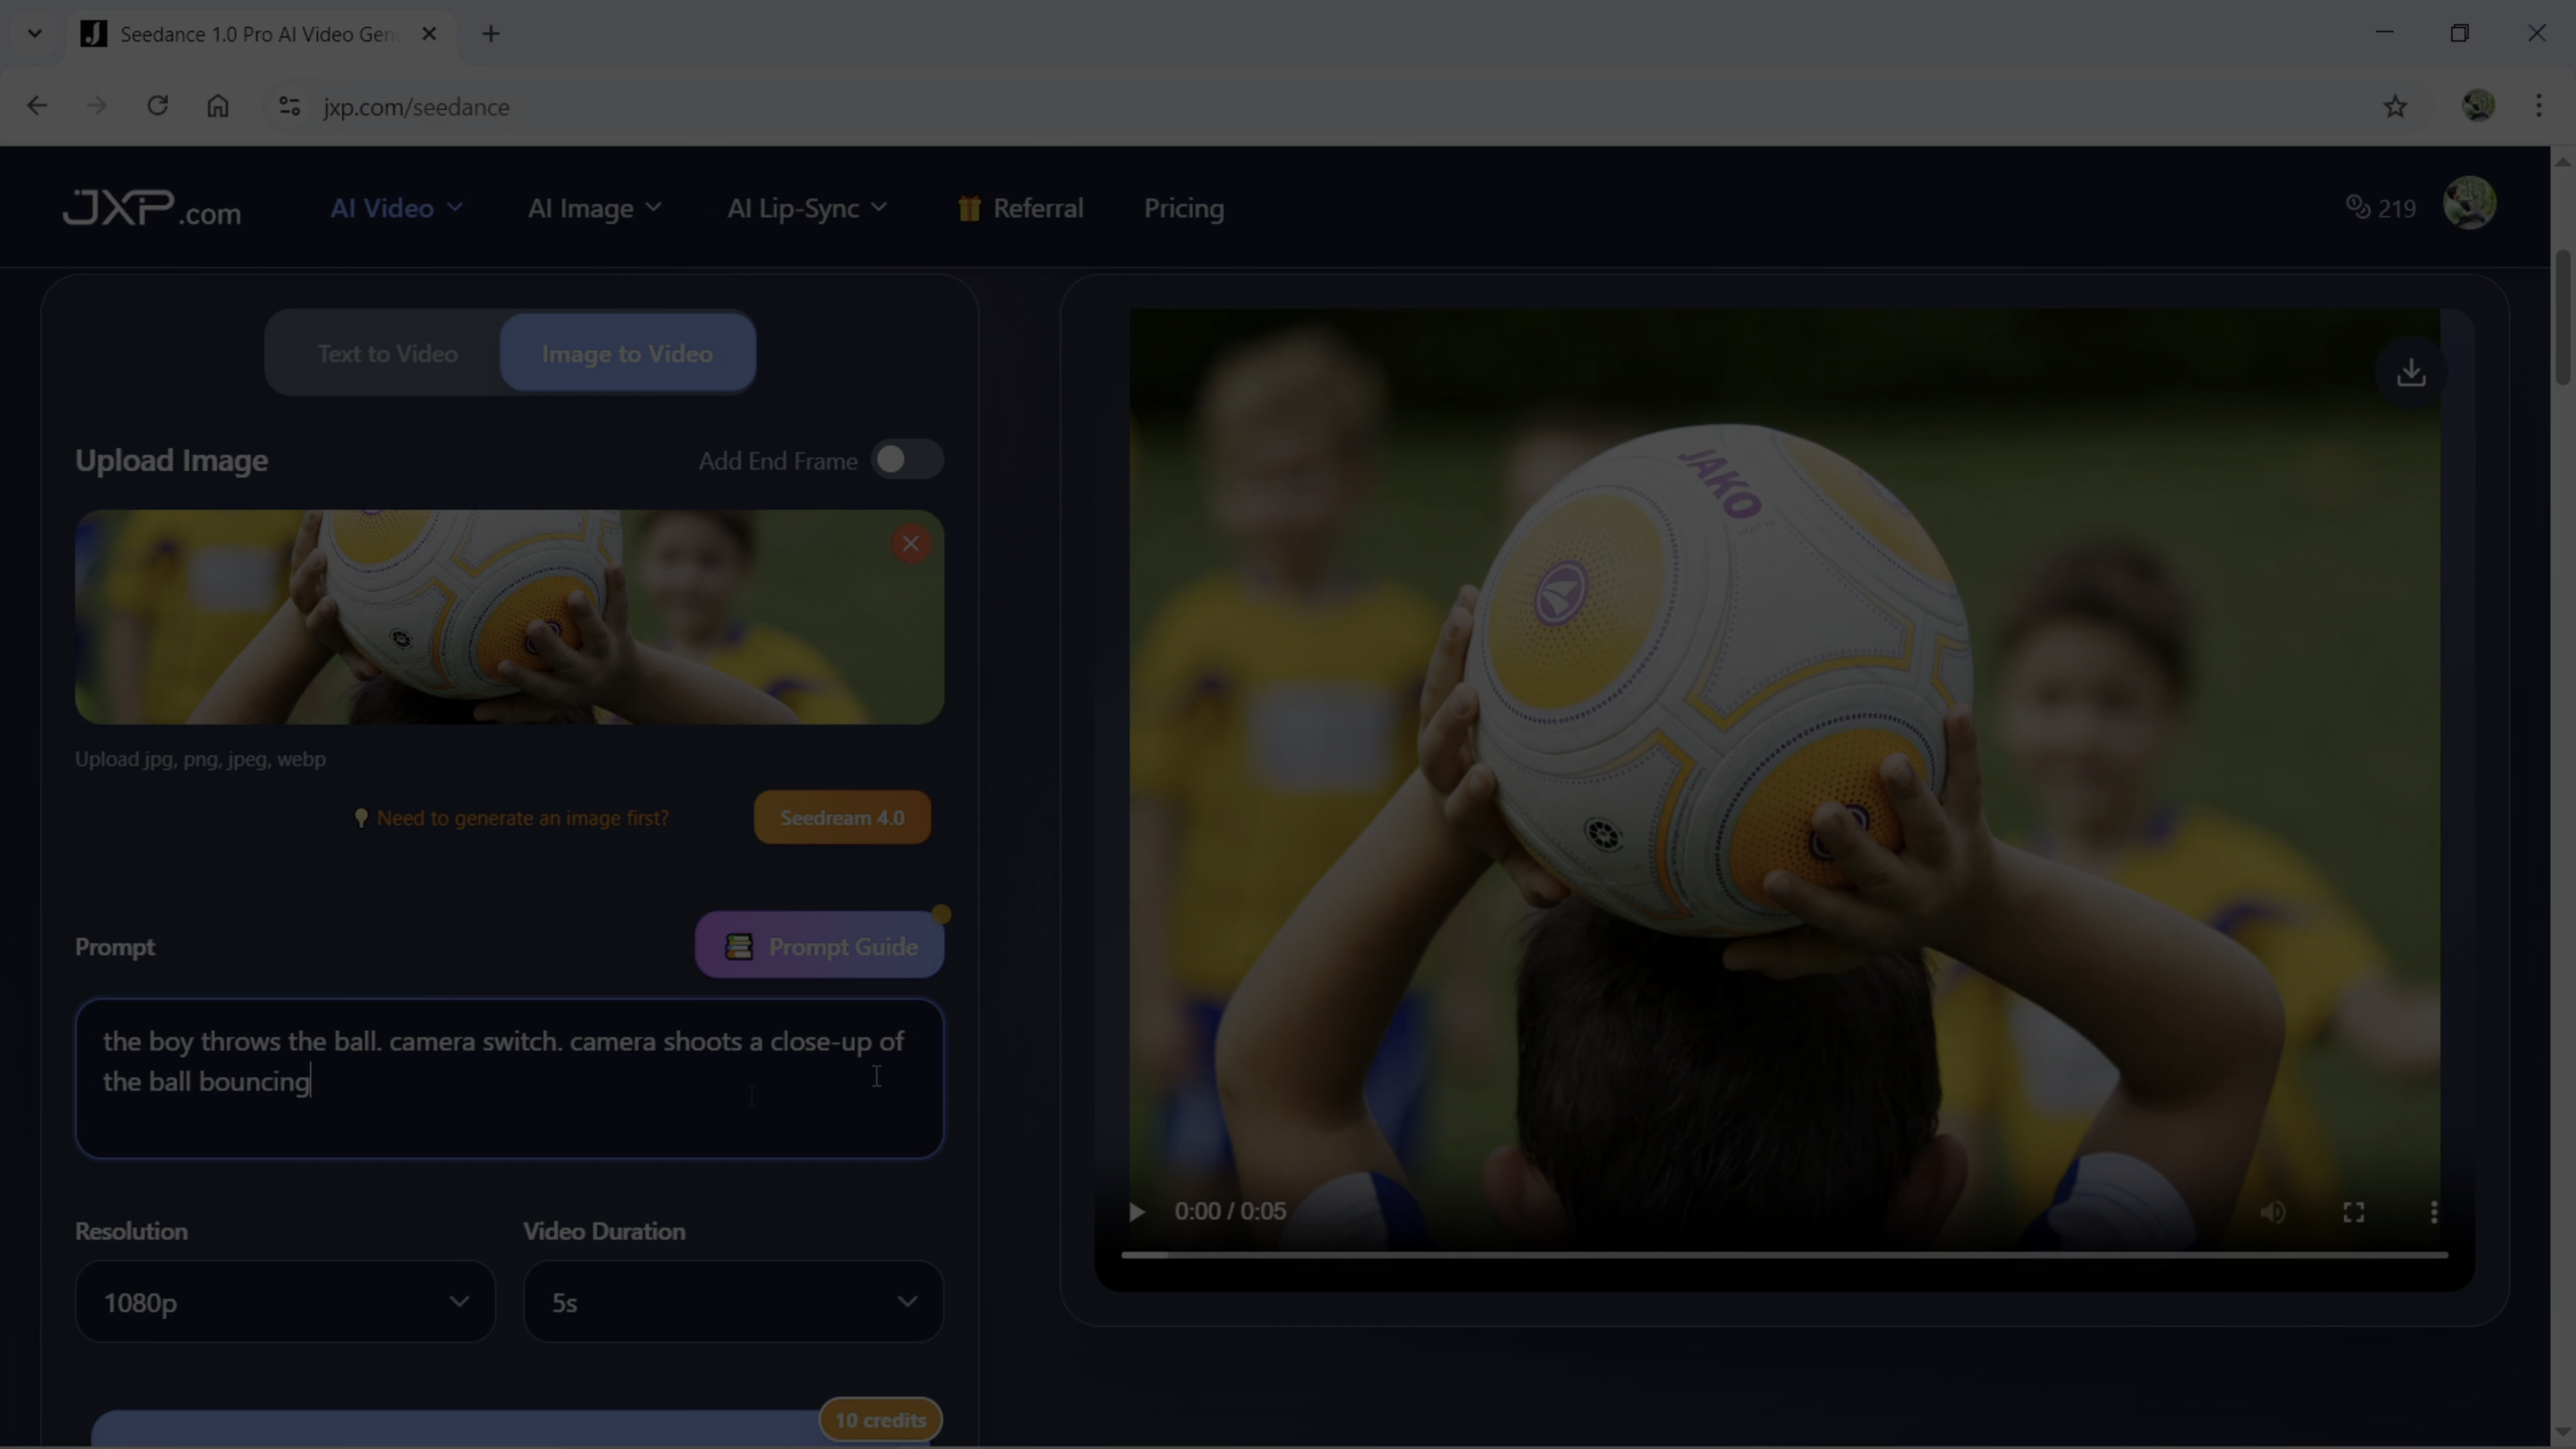 Seedance 1.0 Pro AI Video Gen
jxp.com/seedance
JXP.com
AI Video
AI Image
AI Lip-Sync
Referral
Pricing
219
Text to Video
Image to Video
Upload Image
Add End Frame
Upload jpg, png, jpeg, webp
Need to generate an image first?
Seedream 4.0
Prompt
Prompt Guide
the boy throws the ball. camera switch. camera shoots a close-up of
the ball bouncing
Resolution
Video Duration
1080p
5s
10 credits
JAKO
0:00 / 0:05